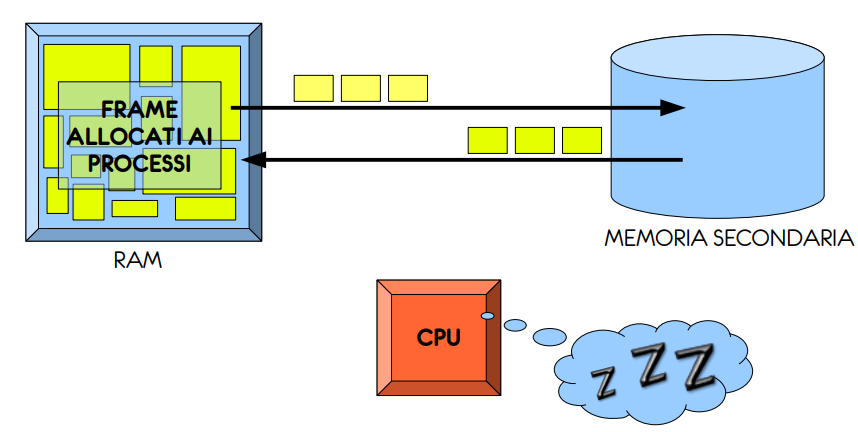 FRAME
ALLOCATI AI
PROCESSI
RAM
MEMORIA SECONDARIA
CPU
Z Z Z